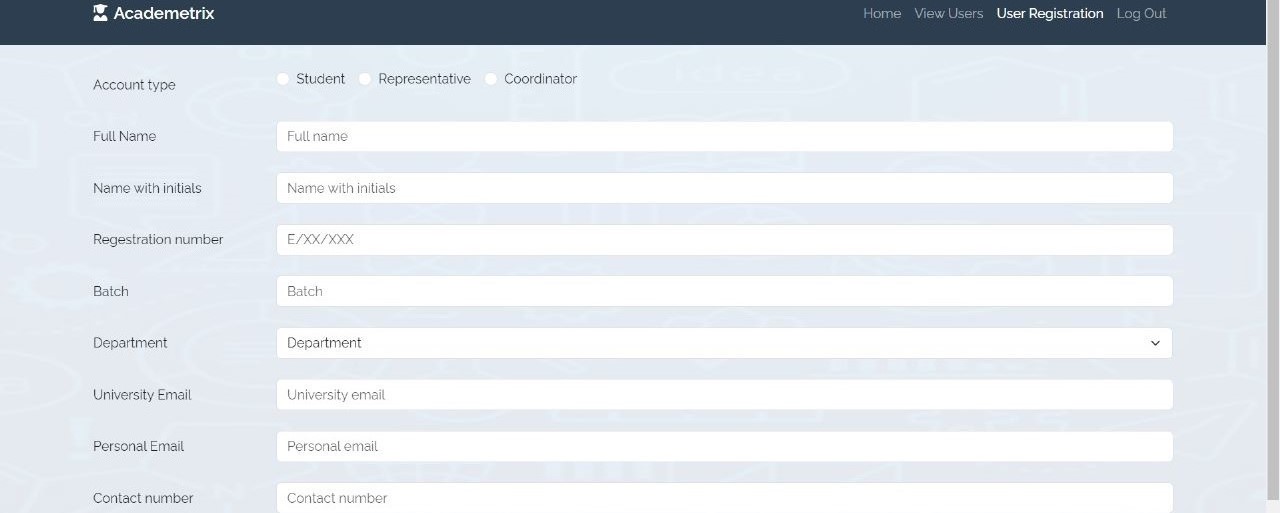 Academetrix Home View Users User Registration Log Out
Account type Student Representative Coordinator
Full Name Full name
Name with initials Name with initials
Regestration number E/XX/XXX
Batch Batch
Department Department
University Email University email
Personal Email Personal email
Contact number Contact number
idea